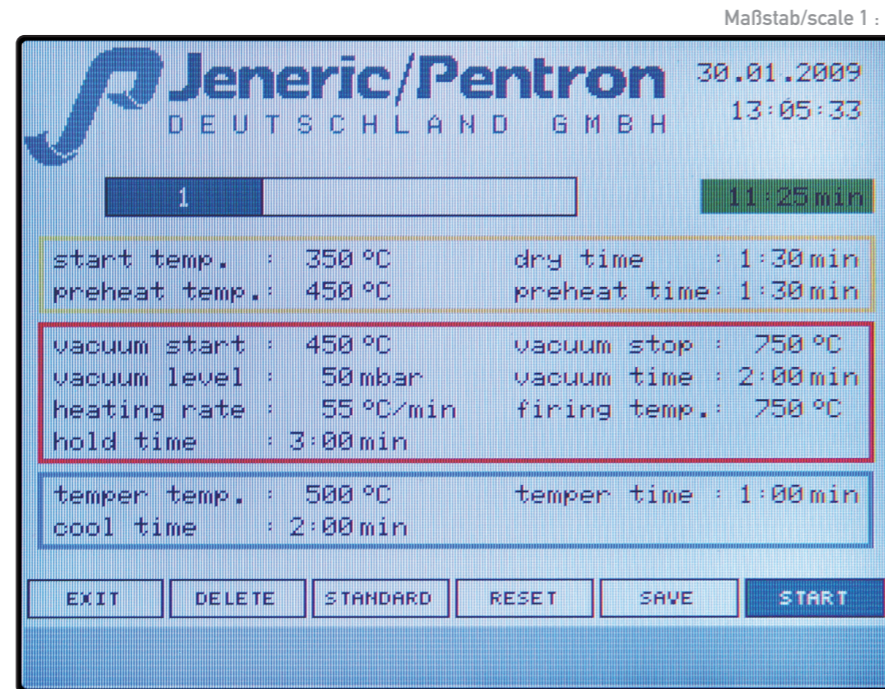 Maßstab/scale 1 :
Jeneric/Pentron
DEUTSCHLAND GMBH
30.01.2009
13:05:33
1
11:25 min
start temp. : 350 °C dry time : 1:30 min
preheat temp.: 450 °C preheat time: 1:30 min
vacuum start : 450 °C vacuum stop : 750 °C
vacuum level : 50 mbar vacuum time : 2:00 min
heating rate : 55 °C/min firing temp.: 750 °C
hold time : 3:00 min
temper temp. : 500 °C temper time : 1:00 min
cool time : 2:00 min
EXIT DELETE STANDARD RESET SAVE START